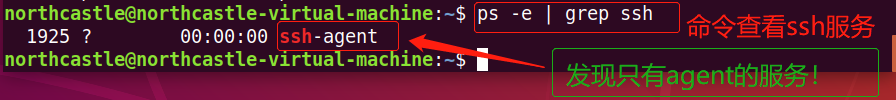 northcastle@northcastle-virtual-machine:~$ ps -e | grep ssh
命令查看ssh服务
1925 ?        00:00:00 ssh-agent
northcastle@northcastle-virtual-machine:~$
发现只有agent的服务!